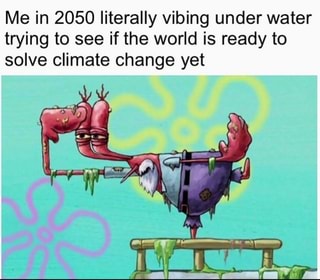 Me in 2050 literally vibing under water
trying to see if the world is ready to
solve climate change yet